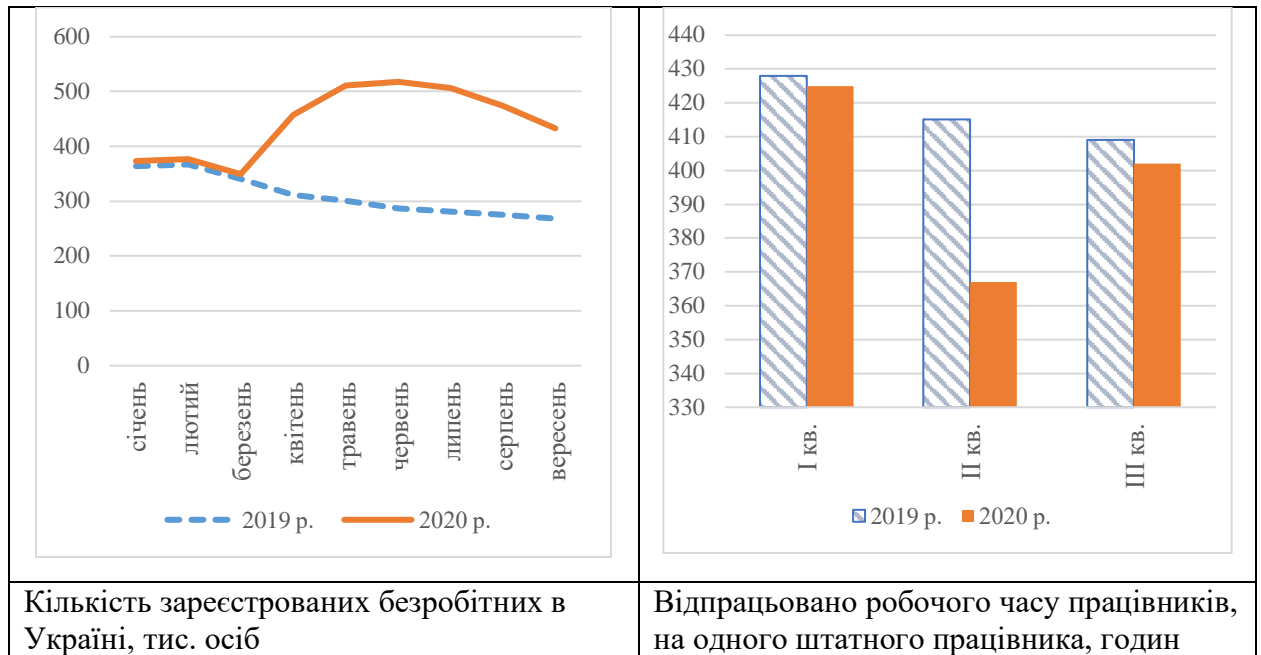 600
500
400
300
200
100
0
січень
лютий
березень
квітень
травень
червень
липень
серпень
вересень
2019 р.
2020 р.
440
430
420
410
400
390
380
370
360
350
340
330
I кв.
II кв.
III кв.
2019 р.
2020 р.
Кількість зареєстрованих безробітних в
Україні, тис. осіб
Відпрацьовано робочого часу працівників,
на одного штатного працівника, годин